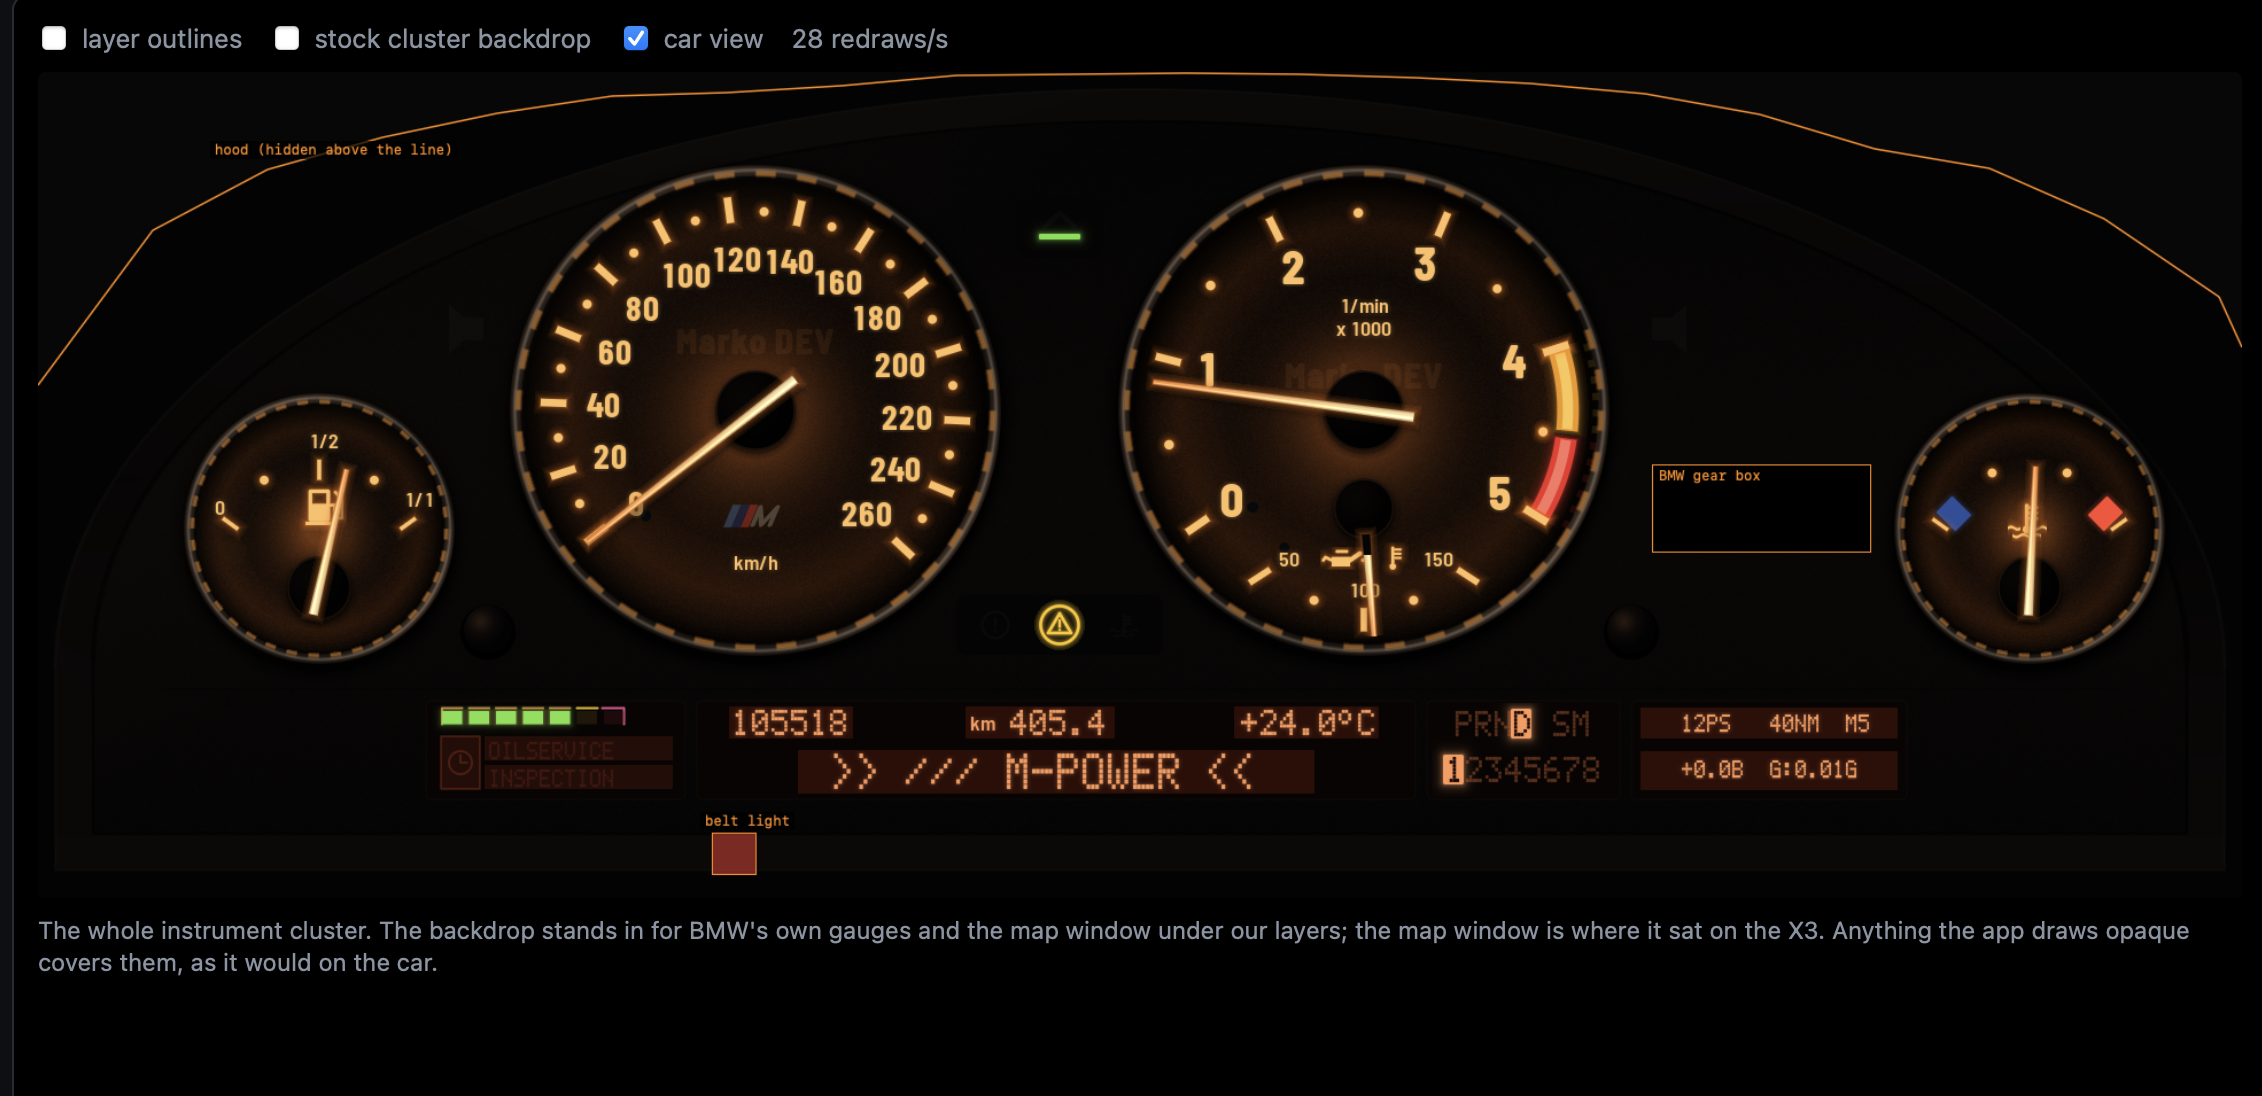 layer outlines stock cluster backdrop car view 28 redraws/s
hood (hidden above the line)
120 140
100 160
80 180
60 200
40 220
20 240
0 260
Marko DEV
M
km/h
2 3
1/min
x 1000
1 4
Marko DEV
0 5
50 150
100
1/2
0 1/1
BMW gear box
105518 km 405.4 +24.0ºC
>> /// M-POWER <<
OILSERVICE
INSPECTION
PRND SM
12345678
12PS 40NM M5
+0.0B G:0.01G
belt light
The whole instrument cluster. The backdrop stands in for BMW's own gauges and the map window under our layers; the map window is where it sat on the X3. Anything the app draws opaque
covers them, as it would on the car.